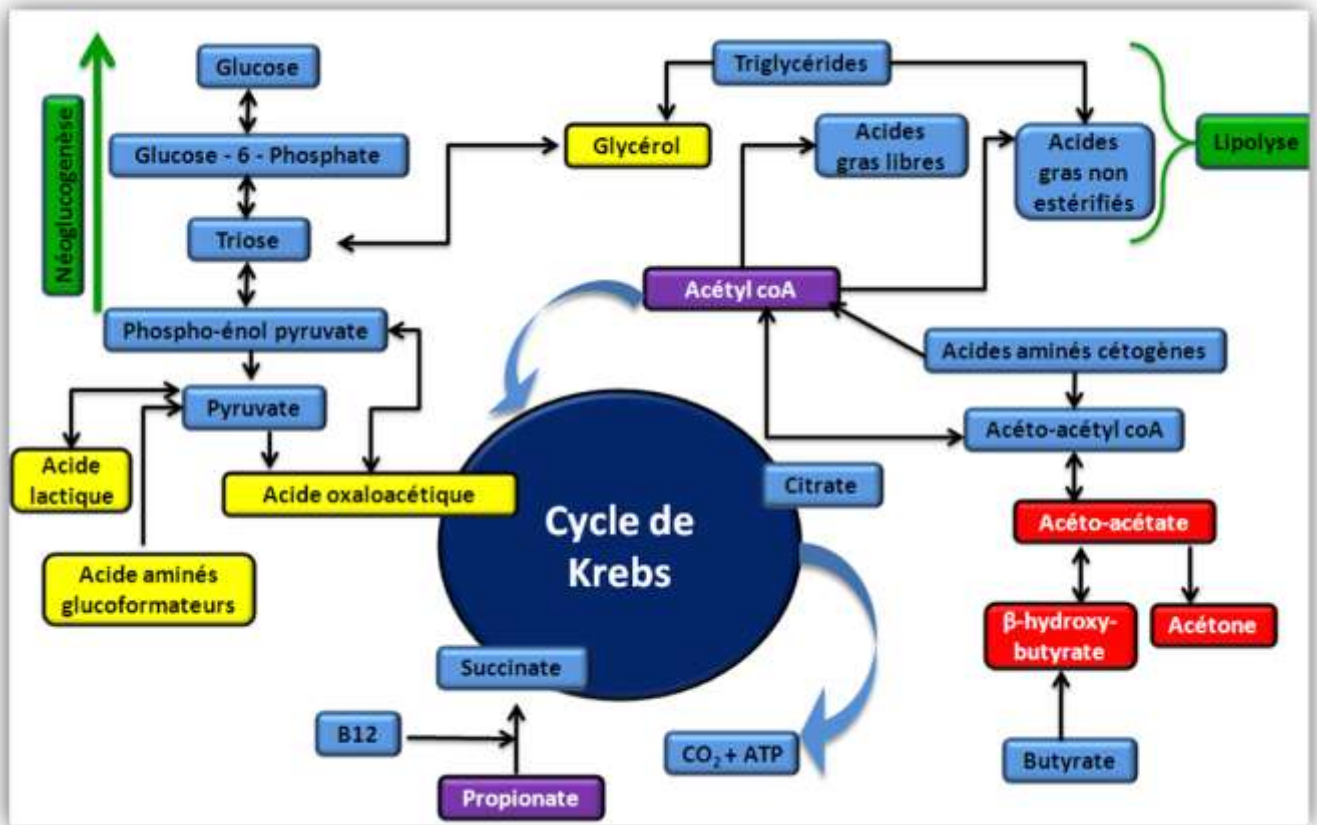 Glucose
Triglycérides
Néoglucogenèse
Glucose - 6 - Phosphate
Glycérol
Acides
gras libres
Acides
gras non
estérifiés
Lipolyse
Triose
Acétyl coA
Phospho-énol pyruvate
Acides aminés cétogènes
Pyruvate
Acéto-acétyl coA
Acide
lactique
Acide oxaloacétique
Citrate
Cycle de
Krebs
Acéto-acétate
Acide aminés
glucoformateurs
β-hydroxy-
butyrate
Acétone
Succinate
B12
CO₂ + ATP
Butyrate
Propionate